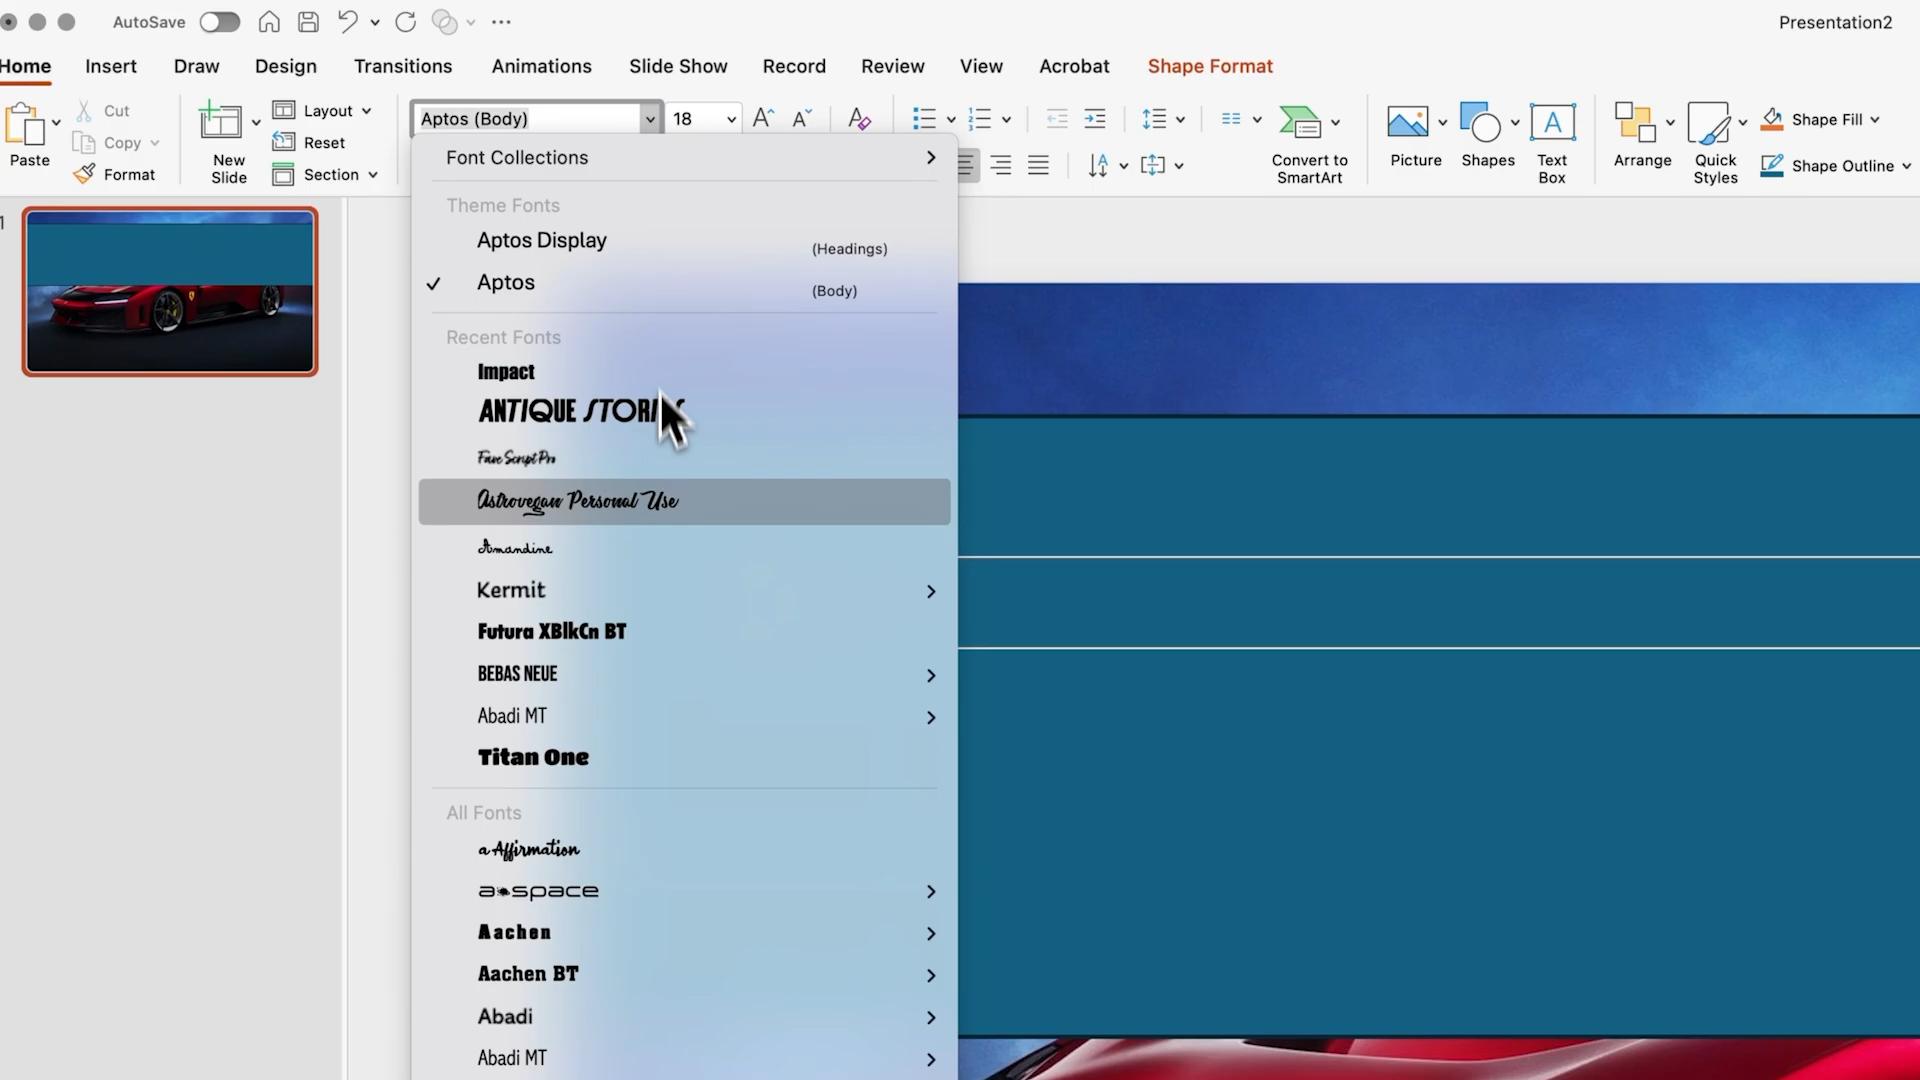 AutoSave
Presentation2
Home Insert Draw Design Transitions Animations Slide Show Record Review View Acrobat Shape Format
Paste
Cut
Copy
Format
New Slide
Layout
Reset
Section
Aptos (Body)
18
Convert to SmartArt
Picture
Shapes
Text Box
Arrange
Quick Styles
Shape Fill
Shape Outline
1
Font Collections
Theme Fonts
Aptos Display (Headings)
Aptos (Body)
Recent Fonts
Impact
ANTIQUE
Fave Script Pro
Astrovegan Personal Use
Amandine
Kermit
Futura XBlkCn BT
BEBAS NEUE
Abadi MT
Titan One
All Fonts
a Affirmation
a space
Aachen
Aachen BT
Abadi
Abadi MT